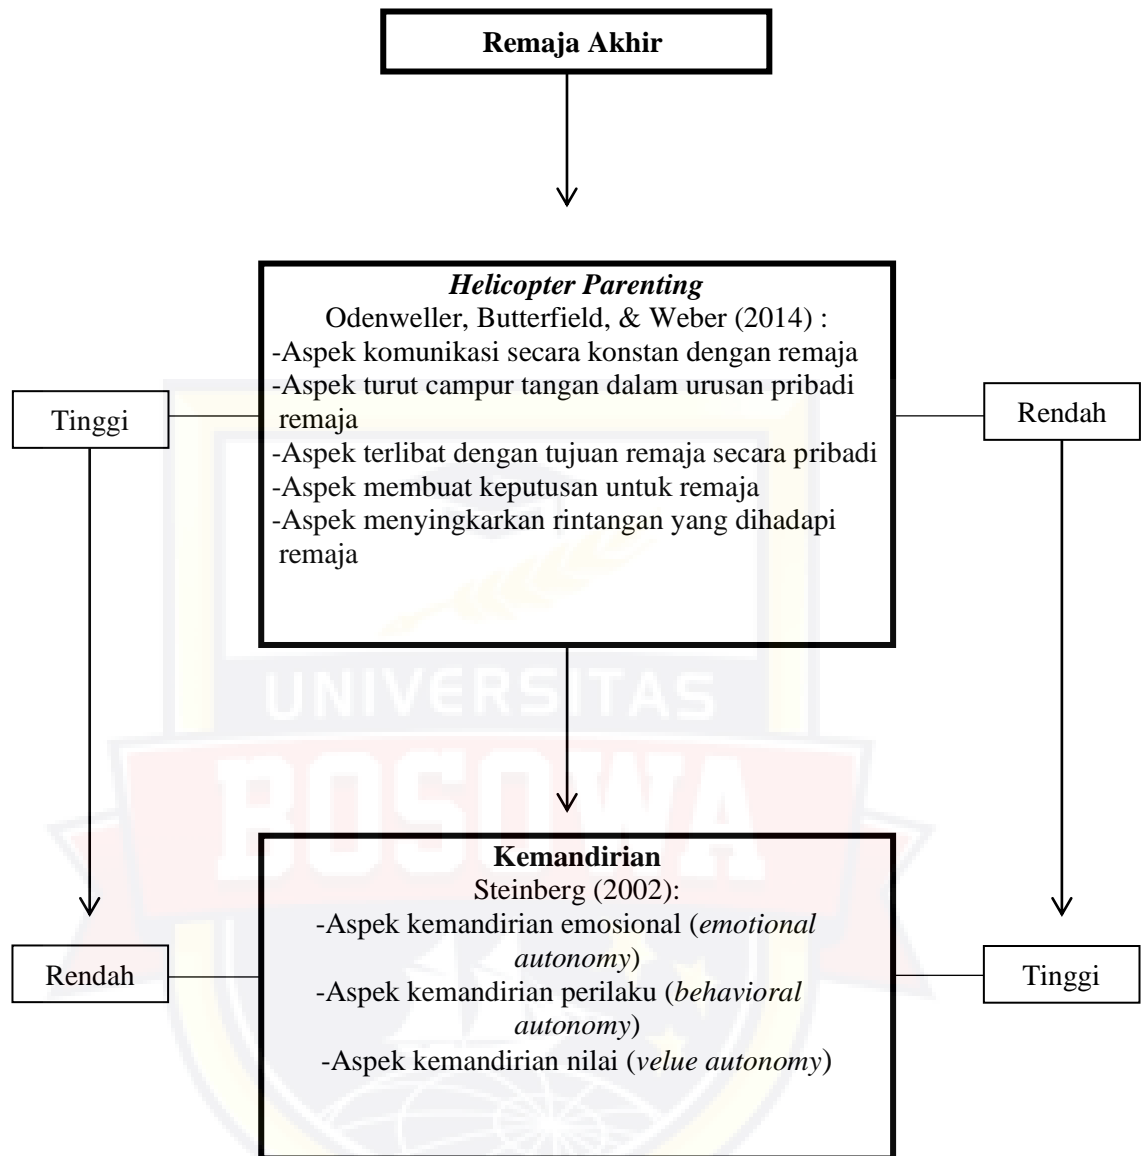 Remaja Akhir
Helicopter Parenting
Odenweller, Butterfield, & Weber (2014) :
-Aspek komunikasi secara konstan dengan remaja
-Aspek turut campur tangan dalam urusan pribadi
remaja
-Aspek terlibat dengan tujuan remaja secara pribadi
-Aspek membuat keputusan untuk remaja
-Aspek menyingkarkan rintangan yang dihadapi
remaja
Tinggi
Rendah
UNIVERSITAS
BOSOWA
Kemandirian
Steinberg (2002):
-Aspek kemandirian emosional (emotional
autonomy)
-Aspek kemandirian perilaku (behavioral
autonomy)
-Aspek kemandirian nilai (velue autonomy)
Rendah
Tinggi